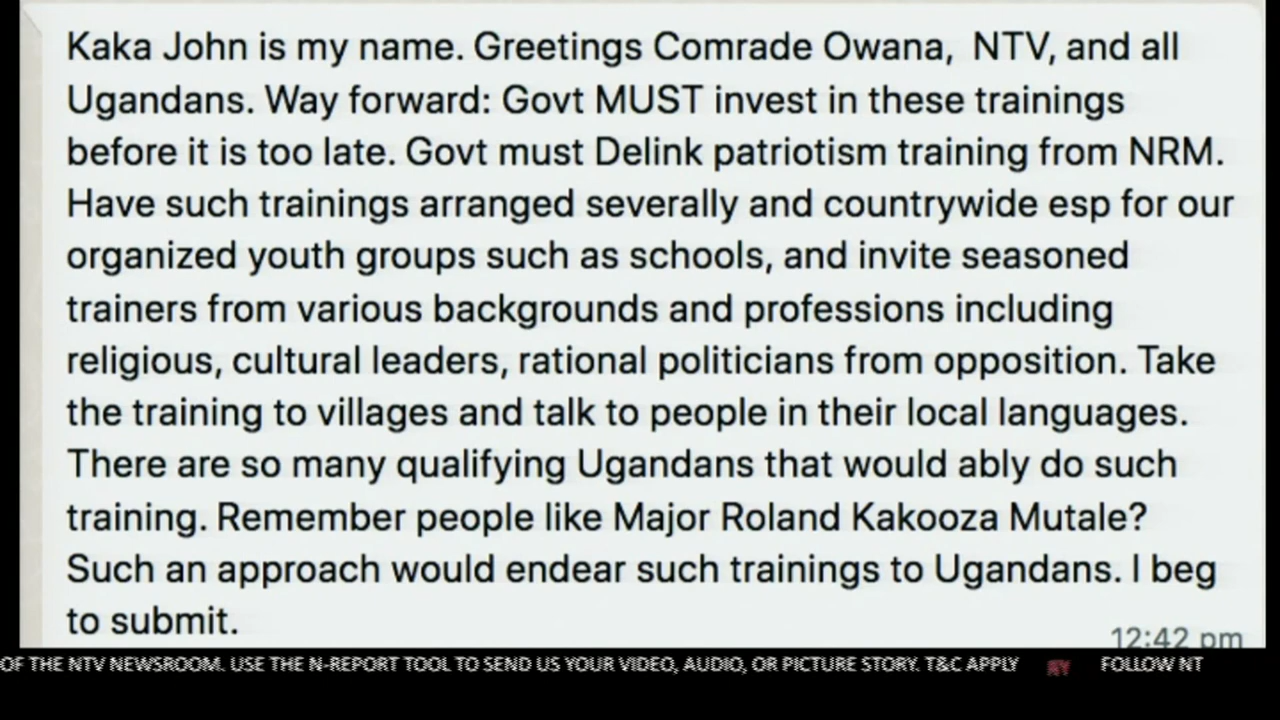 Kaka John is my name. Greetings Comrade Owana, NTV, and all
Ugandans. Way forward: Govt MUST invest in these trainings
before it is too late. Govt must Delink patriotism training from NRM.
Have such trainings arranged severally and countrywide esp for our
organized youth groups such as schools, and invite seasoned
trainers from various backgrounds and professions including
religious, cultural leaders, rational politicians from opposition. Take
the training to villages and talk to people in their local languages.
There are so many qualifying Ugandans that would ably do such
training. Remember people like Major Roland Kakooza Mutale?
Such an approach would endear such trainings to Ugandans. I beg
to submit.
12:42 pm
OF THE NTV NEWSROOM. USE THE N-REPORT TOOL TO SEND US YOUR VIDEO, AUDIO, OR PICTURE STORY. T&C APPLY FOLLOW NT